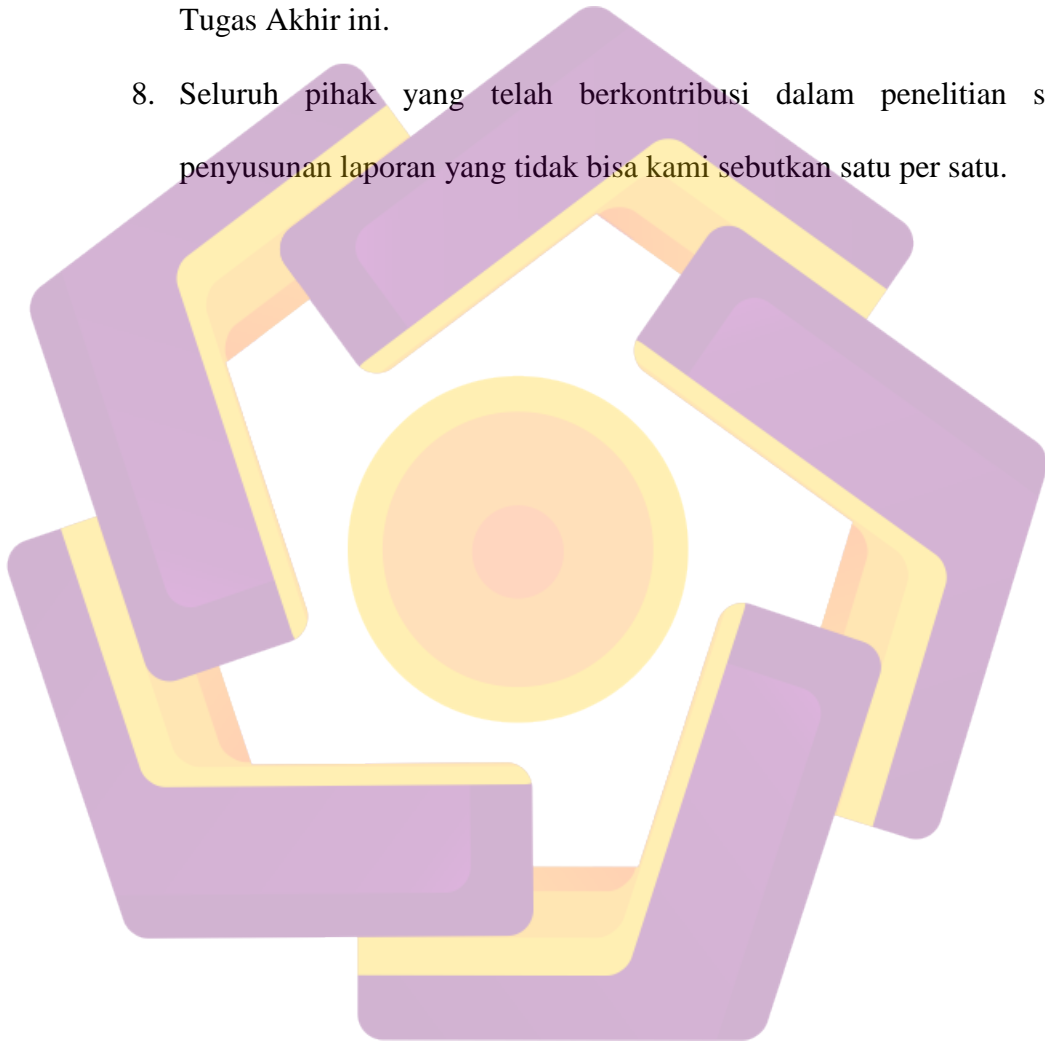 Tugas Akhir ini.
8. Seluruh pihak yang telah berkontribusi dalam penelitian
penyusunan laporan yang tidak bisa kami sebutkan satu per satu.